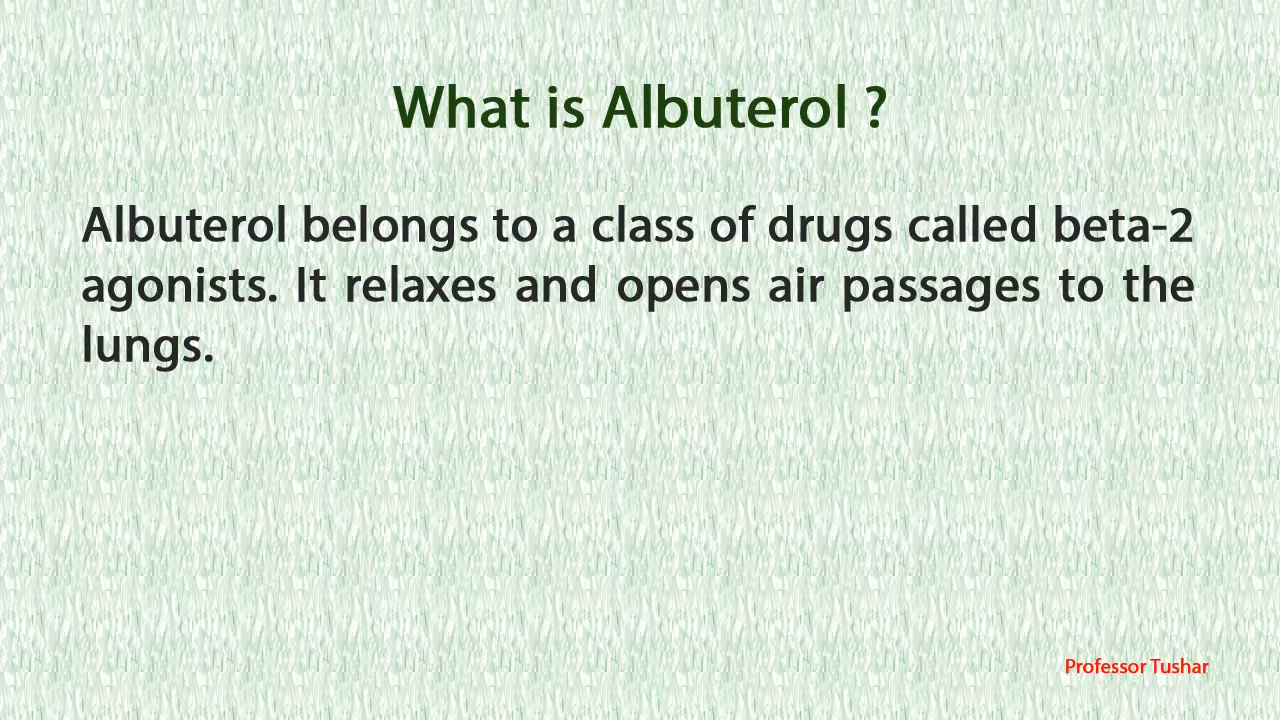 What is Albuterol ?
Albuterol belongs to a class of drugs called beta-2
agonists. It relaxes and opens air passages to the
lungs.
Professor Tushar